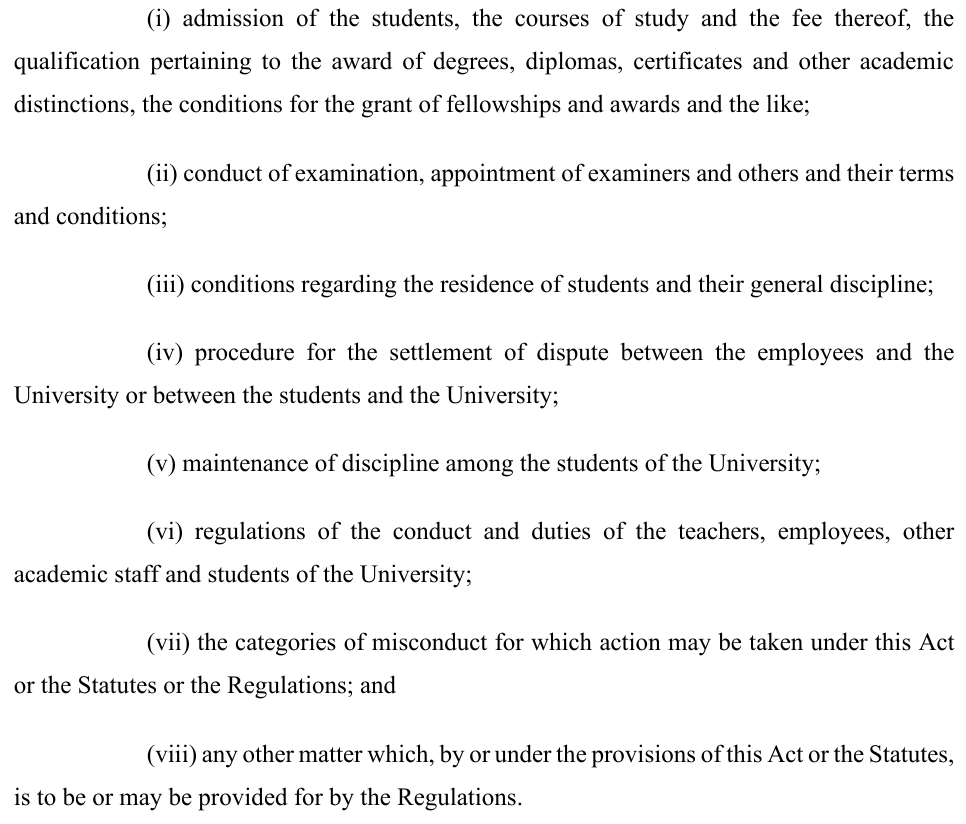 (i) admission of the students, the courses of study and the fee thereof, the
qualification pertaining to the award of degrees, diplomas, certificates and other academic
distinctions, the conditions for the grant of fellowships and awards and the like;
(ii) conduct of examination, appointment of examiners and others and their terms
and conditions;
(iii) conditions regarding the residence of students and their general discipline;
(iv) procedure for the settlement of dispute between the employees and the
University or between the students and the University;
(v) maintenance of discipline among the students of the University;
(vi) regulations of the conduct and duties of the teachers, employees, other
academic staff and students of the University;
(vii) the categories of misconduct for which action may be taken under this Act
or the Statutes or the Regulations; and
(viii) any other matter which, by or under the provisions of this Act or the Statutes,
is to be or may be provided for by the Regulations.